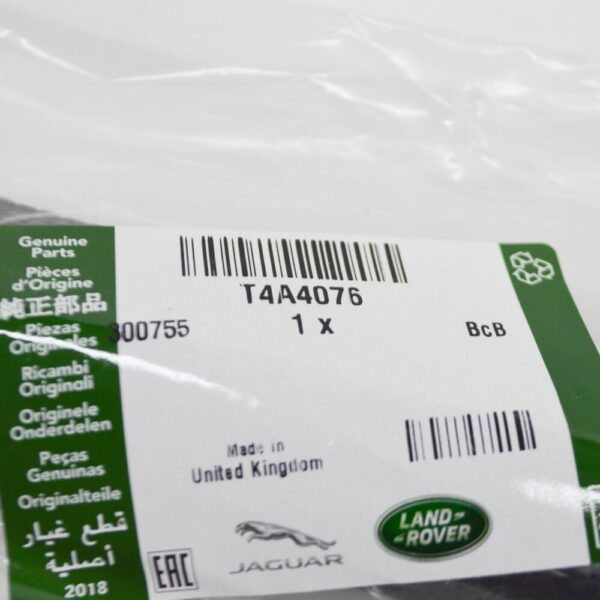 Genuine
Parts
Pièces
d'Origine
純正部品
Piezas
Originales
Ricambi
Originali
Originele
Onderdelen
Peças
Genuinas
Originalteile
قطع غيار
أصلية
2018
T4A4076
300755
1 x
BcB
Made in
United Kingdom
EAC
JAGUAR
LAND
ROVER